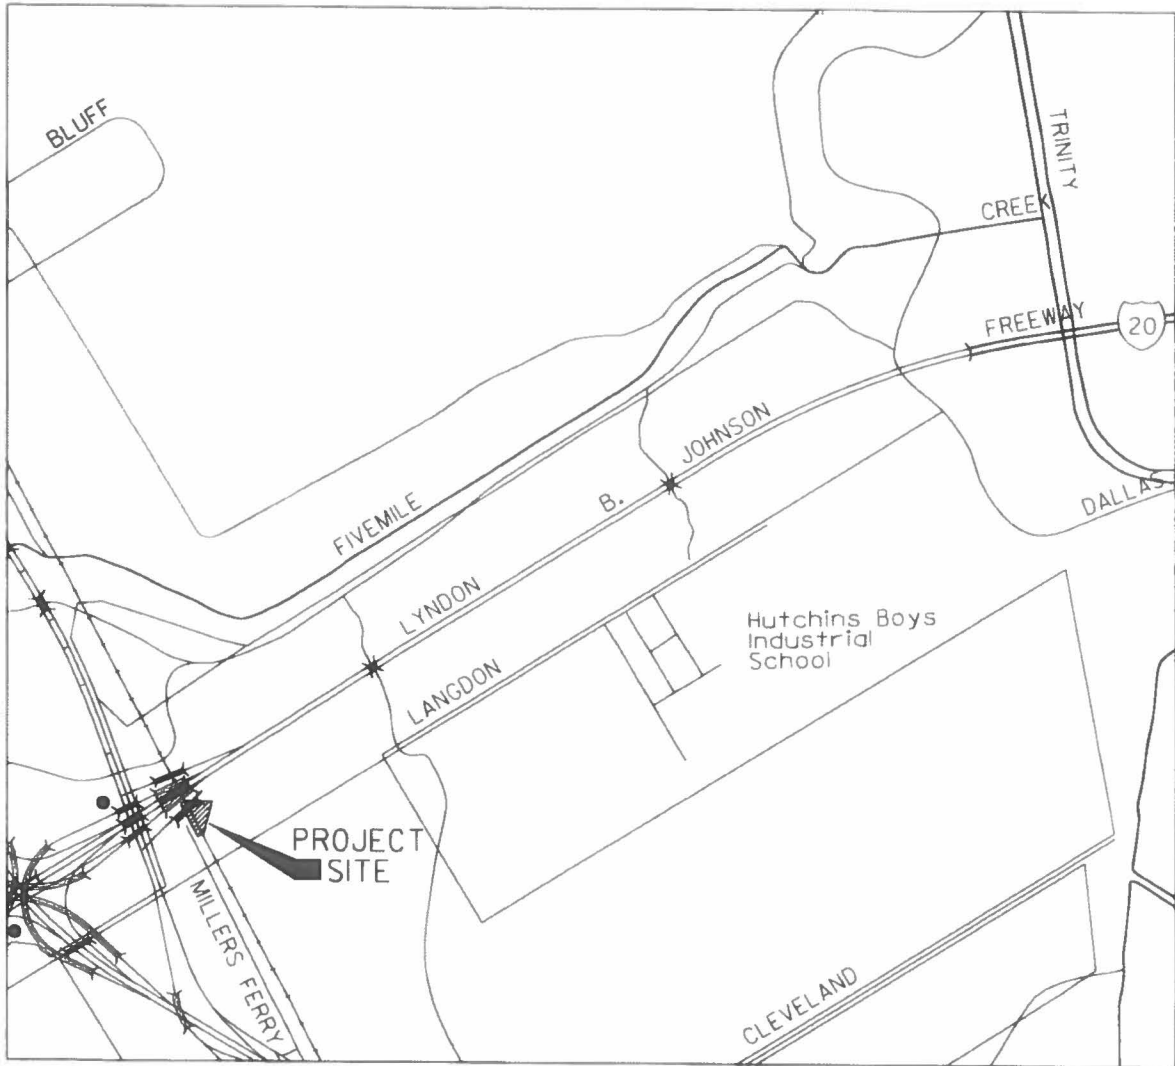 BLUFF
TRINITY
CREEK
FREEWAY
20
JOHNSON
B.
DALLAS
FIVEMILE
LYNDON
LANGDON
Hutchins Boys
Industrial
School
PROJECT
SITE
MILLERS FERRY
CLEVELAND